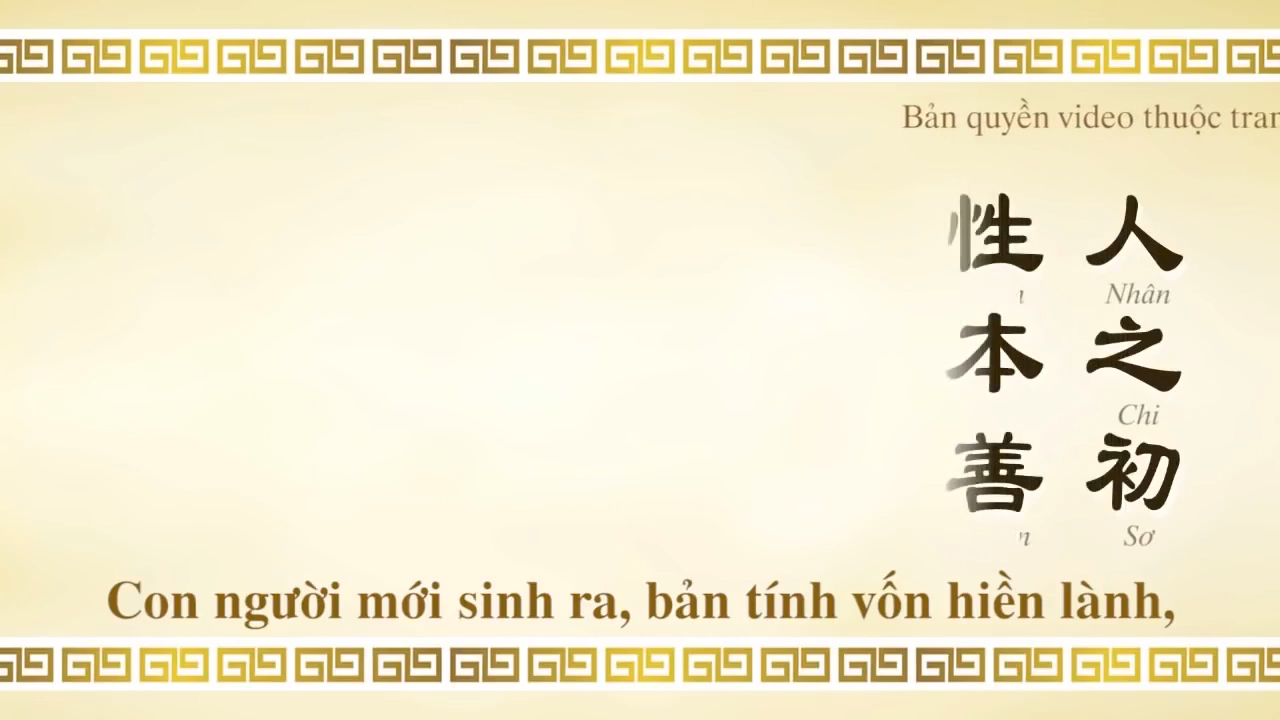 Bản quyền video thuộc
人之初
Nhân
Chi
Sơ
性本善
Con người mới sinh ra, bản tính vốn hiền lành,